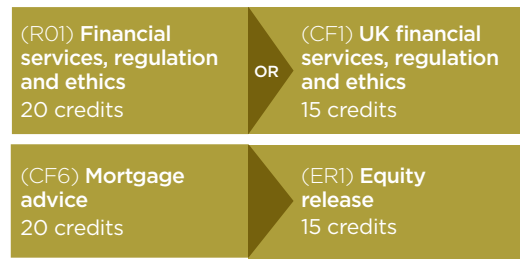 (R01) Financial
services, regulation
and ethics
20 credits
OR
(CF1) UK financial
services, regulation
and ethics
15 credits
(CF6) Mortgage
advice
20 credits
(ER1) Equity
release
15 credits